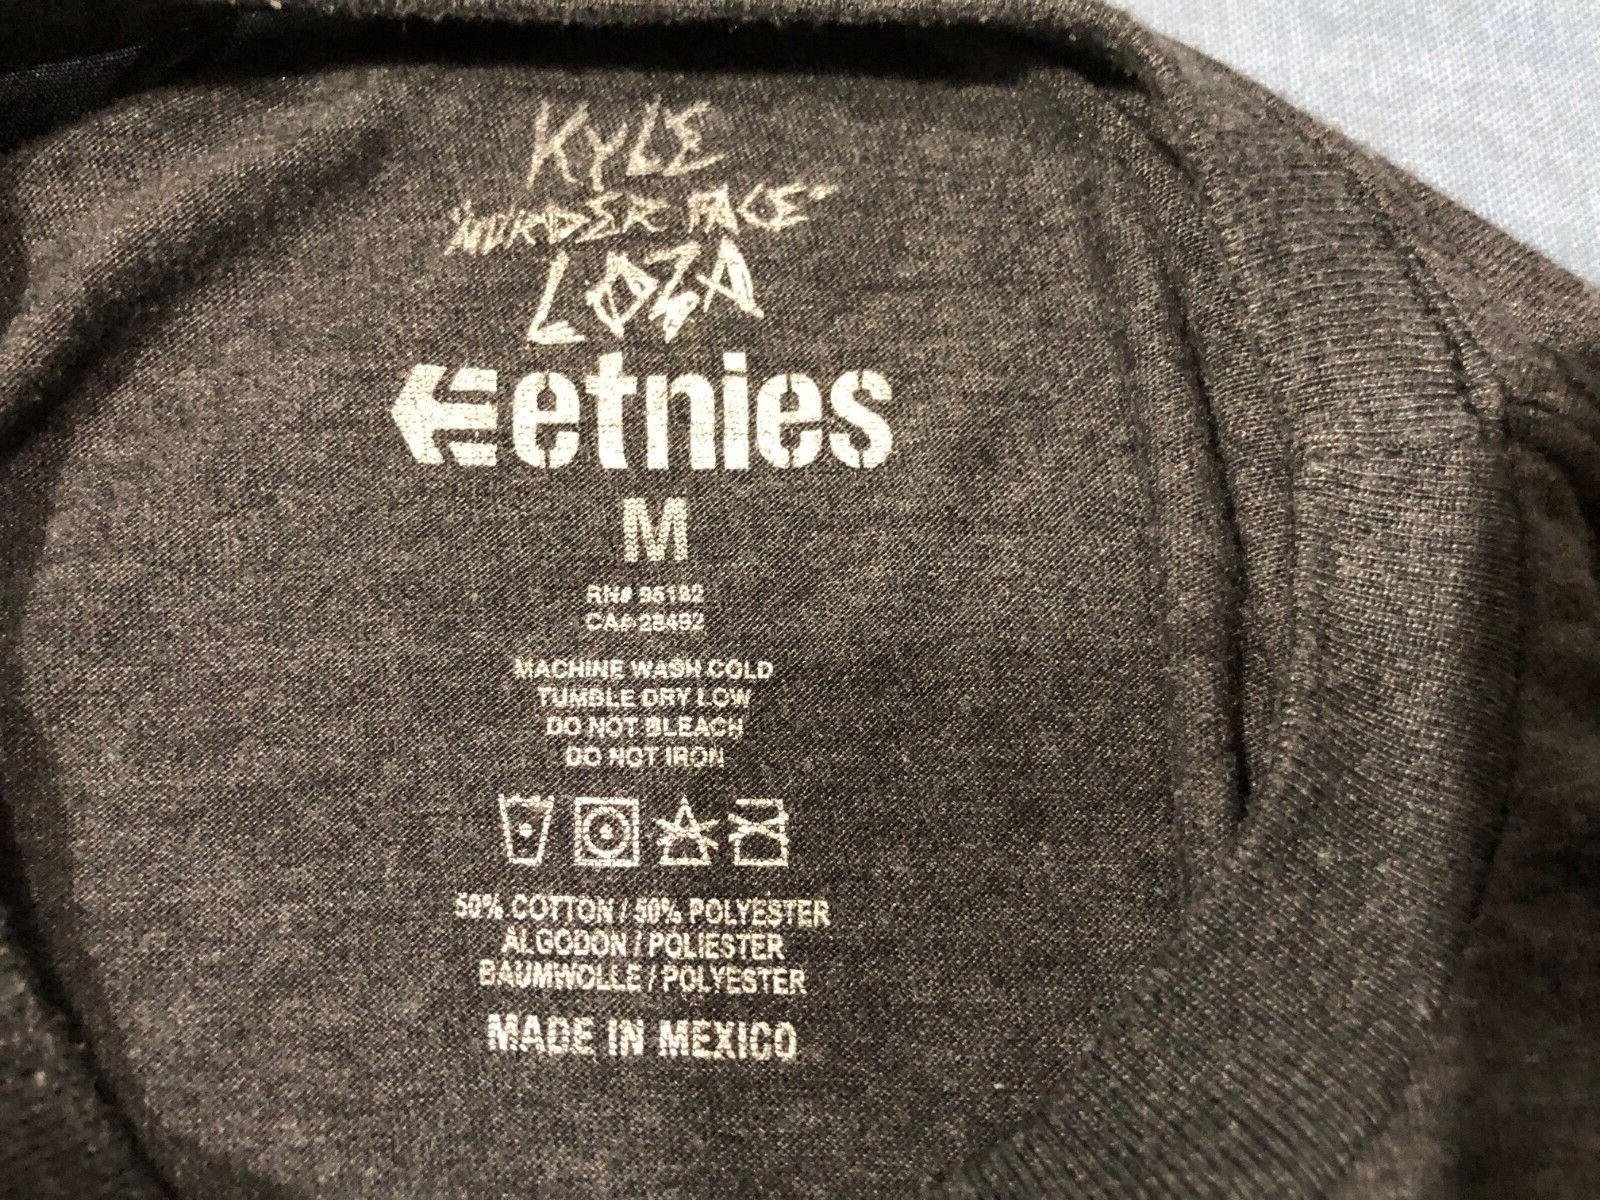 KYLE
"MURDER FACE"
LOZA
etnies
M
RN# 95182
CA# 28492
MACHINE WASH COLD
TUMBLE DRY LOW
DO NOT BLEACH
DO NOT IRON
50% COTTON / 50% POLYESTER
ALGODON / POLIESTER
BAUMWOLLE / POLYESTER
MADE IN MEXICO